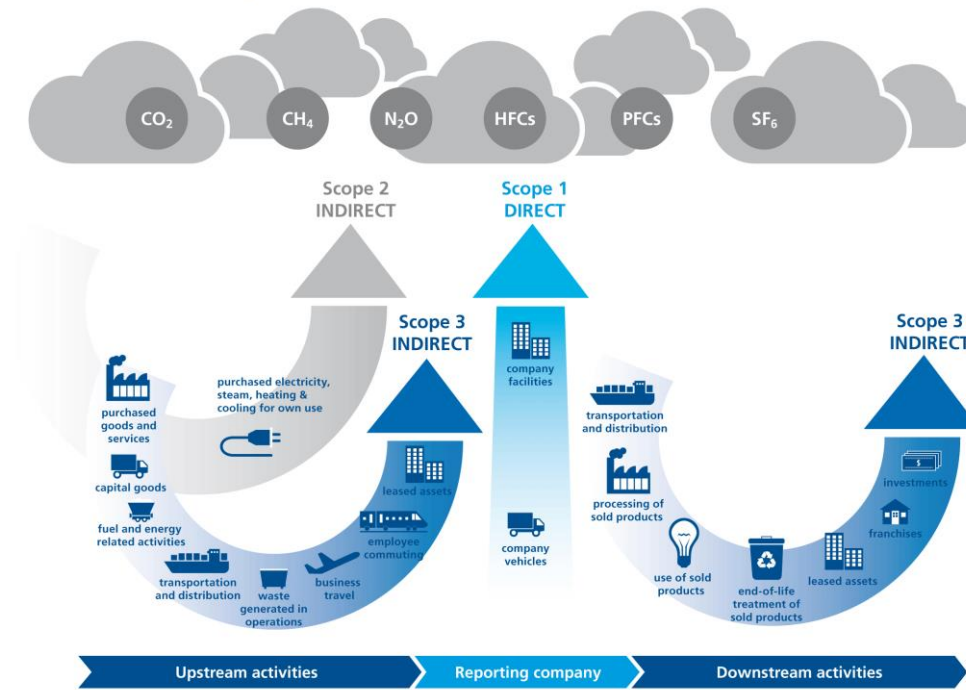 CO₂
CH₄
N₂O
HFCs
PFCs
SF₆
Scope 2
INDIRECT
Scope 1
DIRECT
Scope 3
INDIRECT
Scope 3
INDIRECT
purchased
goods and
services
capital goods
fuel and energy
related activities
transportation
and distribution
waste
generated in
operations
business
travel
employee
commuting
leased assets
purchased electricity,
steam, heating &
cooling for own use
company
facilities
company
vehicles
transportation
and distribution
processing of
sold products
use of sold
products
end-of-life
treatment of
sold products
leased assets
franchises
$
investments
Upstream activities
Reporting company
Downstream activities